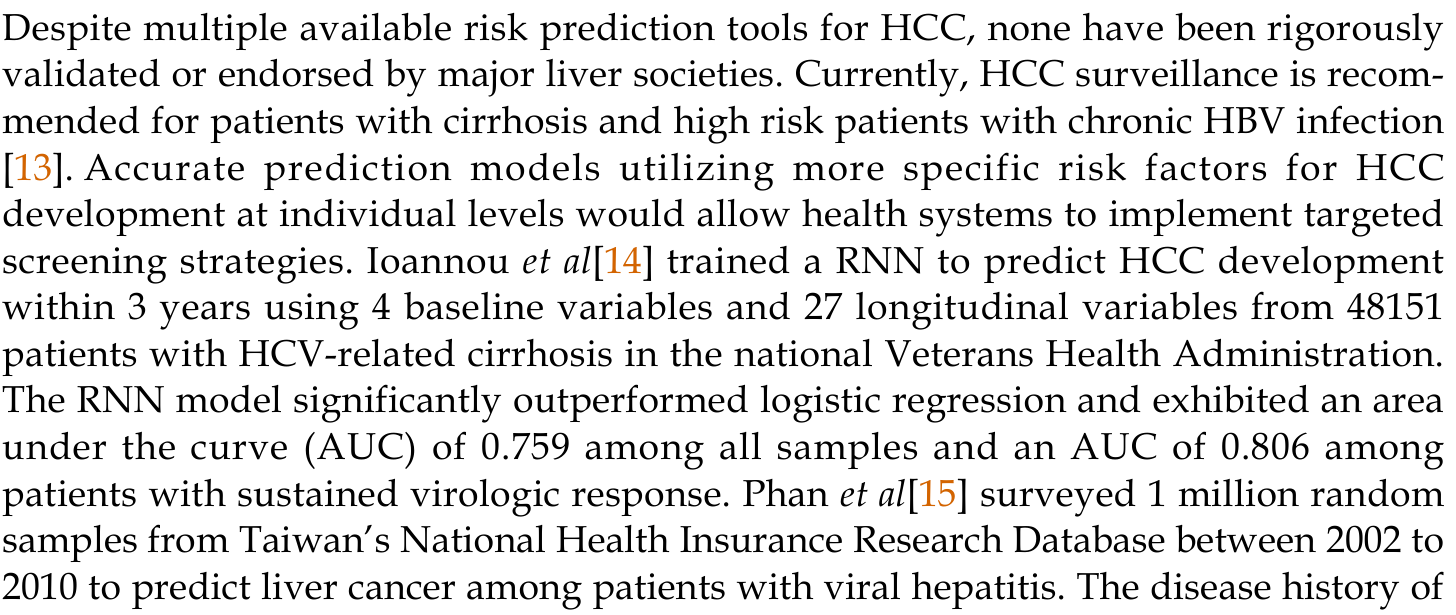 Despite multiple available risk prediction tools for HCC, none have been rigorously
validated or endorsed by major liver societies. Currently, HCC surveillance is recom-
mended for patients with cirrhosis and high risk patients with chronic HBV infection
[13]. Accurate prediction models utilizing more specific risk factors for HCC
development at individual levels would allow health systems to implement targeted
screening strategies. Ioannou et al[14] trained a RNN to predict HCC development
within 3 years using 4 baseline variables and 27 longitudinal variables from 48151
patients with HCV-related cirrhosis in the national Veterans Health Administration.
The RNN model significantly outperformed logistic regression and exhibited an area
under the curve (AUC) of 0.759 among all samples and an AUC of 0.806 among
patients with sustained virologic response. Phan et al[15] surveyed 1 million random
samples from Taiwan’s National Health Insurance Research Database between 2002 to
2010 to predict liver cancer among patients with viral hepatitis. The disease history of